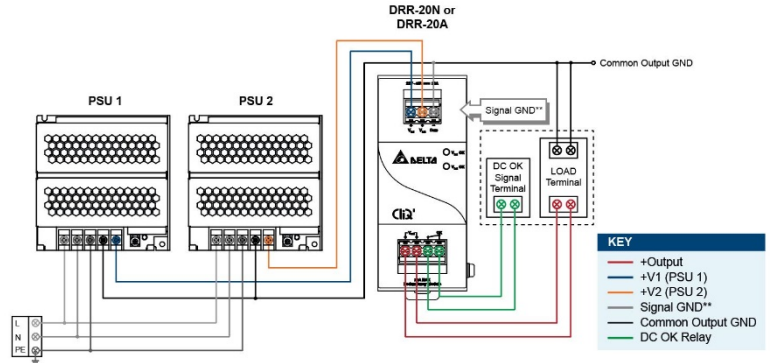 DRR-20N or
DRR-20A
Common Output GND
PSU 1
PSU 2
Signal GND**
DELTA
DC OK
Signal
Terminal
LOAD
Terminal
CliQ
KEY
+Output
+V1 (PSU 1)
+V2 (PSU 2)
Signal GND**
Common Output GND
DC OK Relay
L
N
PE